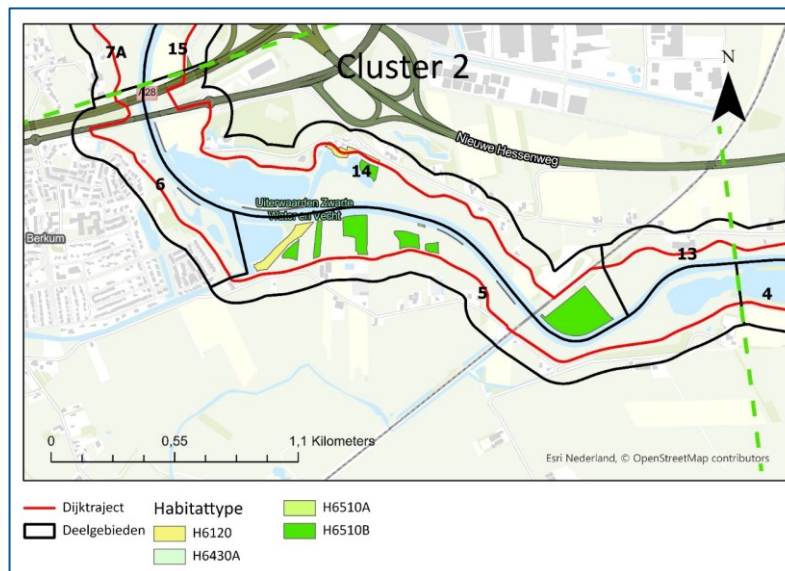 7A
15
Cluster 2
N
A28
Nieuwe Hessenweg
14
6
Uiterwaarden Zwarte
Water en Vecht
Berkum
13
5
4
0
0,55
1,1 Kilometers
Esri Nederland, © OpenStreetMap contributors
Dijktraject
Deelgebieden
Habitattype
H6120
H6430A
H6510A
H6510B